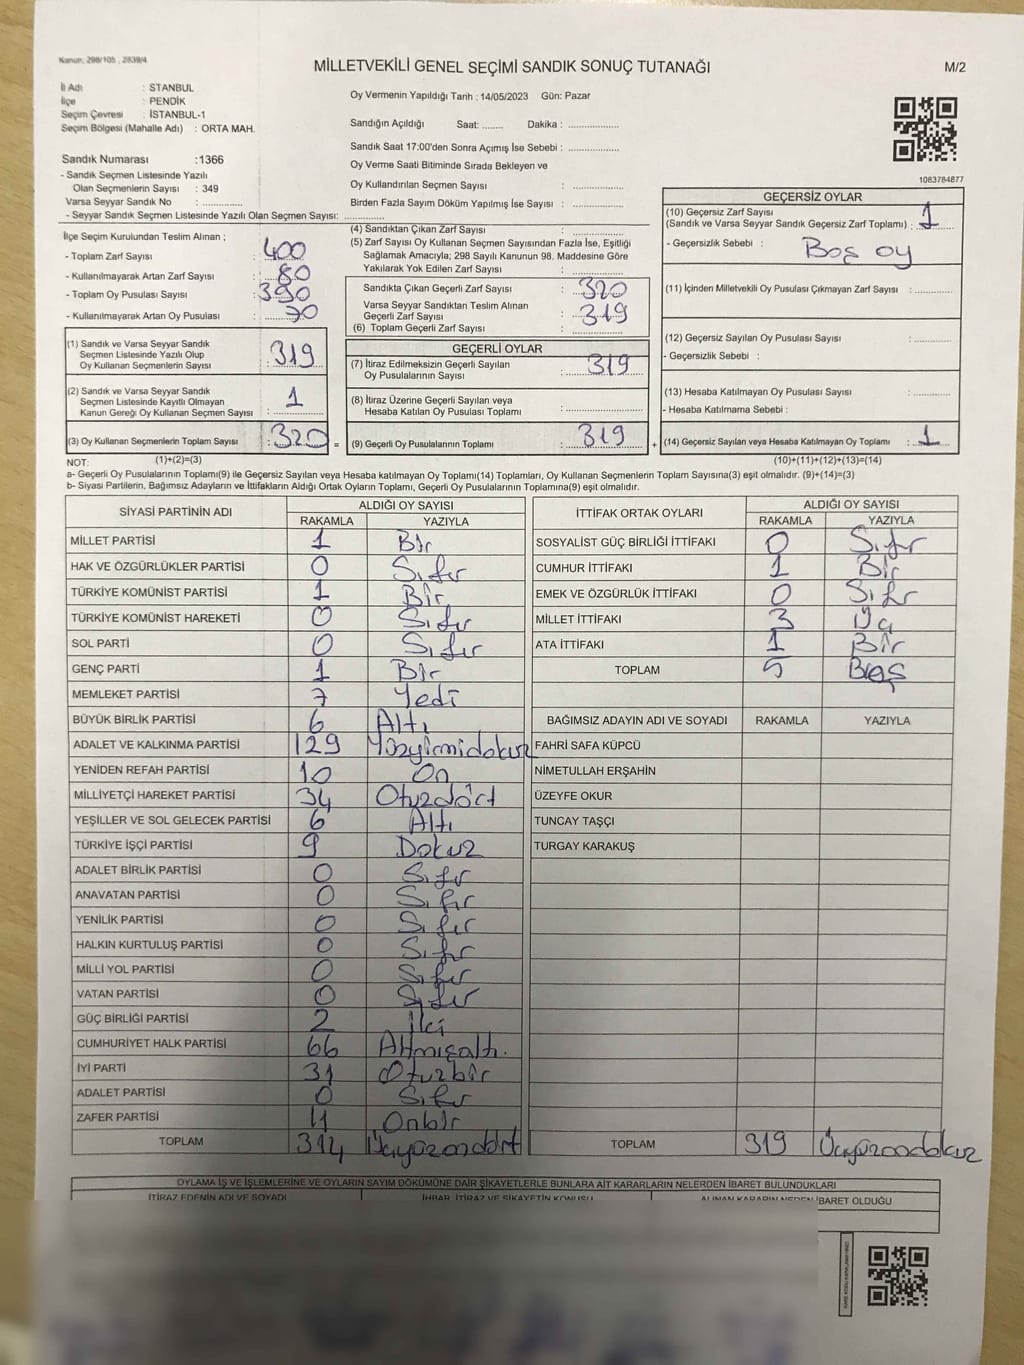 Kanun: 298/105 , 2839/4
MİLLETVEKİLİ GENEL SEÇİMİ SANDIK SONUÇ TUTANAĞI
M/2
İl Adı : STANBUL
İlçe : PENDİK
Seçim Çevresi : İSTANBUL-1
Seçim Bölgesi (Mahalle Adı) : ORTA MAH.
Sandık Numarası :1366
- Sandık Seçmen Listesinde Yazılı
Olan Seçmenlerin Sayısı : 349
Varsa Seyyar Sandık No : ..............
- Seyyar Sandık Seçmen Listesinde Yazılı Olan Seçmen Sayısı: ..............
Oy Vermenin Yapıldığı Tarih : 14/05/2023 Gün: Pazar
Sandığın Açıldığı Saat: ........ Dakika : ..................
Sandık Saat 17:00'den Sonra Açımış İse Sebebi : ..................
Oy Verme Saati Bitiminde Sırada Bekleyen ve
Oy Kullandırılan Seçmen Sayısı : ..................
Birden Fazla Sayım Döküm Yapılmış İse Sayısı : ..................
1083784877
İlçe Seçim Kurulundan Teslim Alınan ;
- Toplam Zarf Sayısı : 400
- Kullanılmayarak Artan Zarf Sayısı : 80
- Toplam Oy Pusulası Sayısı : 390
- Kullanılmayarak Artan Oy Pusulası : 70
(1) Sandık ve Varsa Seyyar Sandık
Seçmen Listesinde Yazılı Olup
Oy Kullanan Seçmenlerin Sayısı : 319
(2) Sandık ve Varsa Seyyar Sandık
Seçmen Listesinde Kayıtlı Olmayan
Kanun Gereği Oy Kullanan Seçmen Sayısı : 1
(3) Oy Kullanan Seçmenlerin Toplam Sayısı : 320 =
(1)+(2)=(3)
(4) Sandıktan Çıkan Zarf Sayısı : ..................
(5) Zarf Sayısı Oy Kullanan Seçmen Sayısından Fazla İse, Eşitliği
Sağlamak Amacıyla; 298 Sayılı Kanunun 98. Maddesine Göre
Yakılarak Yok Edilen Zarf Sayısı : ..................
Sandıkta Çıkan Geçerli Zarf Sayısı : 320
Varsa Seyyar Sandıktan Teslim Alınan
Geçerli Zarf Sayısı : 319
(6) Toplam Geçerli Zarf Sayısı : ..................
GEÇERLİ OYLAR
(7) İtiraz Edilmeksizin Geçerli Sayılan
Oy Pusulalarının Sayısı : 319
(8) İtiraz Üzerine Geçerli Sayılan veya
Hesaba Katılan Oy Pusulası Toplamı : ..................
(9) Geçerli Oy Pusulalarının Toplamı : 319 +
GEÇERSİZ OYLAR
(10) Geçersiz Zarf Sayısı
(Sandık ve Varsa Seyyar Sandık Geçersiz Zarf Toplamı) : 1
- Geçersizlik Sebebi : Boş oy
(11) İçinden Milletvekili Oy Pusulası Çıkmayan Zarf Sayısı : ..............
(12) Geçersiz Sayılan Oy Pusulası Sayısı : ..............
- Geçersizlik Sebebi :
(13) Hesaba Katılmayan Oy Pusulası Sayısı : ..............
- Hesaba Katılmama Sebebi :
(14) Geçersiz Sayılan veya Hesaba Katılmayan Oy Toplamı : 1
(10)+(11)+(12)+(13)=(14)
NOT:
a- Geçerli Oy Pusulalarının Toplamı(9) ile Geçersiz Sayılan veya Hesaba katılmayan Oy Toplamı(14) Toplamları, Oy Kullanan Seçmenlerin Toplam Sayısına(3) eşit olmalıdır. (9)+(14)=(3)
b- Siyasi Partilerin, Bağımsız Adayların ve İttifakların Aldığı Ortak Oyların Toplamı, Geçerli Oy Pusulalarının Toplamına(9) eşit olmalıdır.
SİYASİ PARTİNİN ADI ALDIĞI OY SAYISI
RAKAMLA YAZIYLA
MİLLET PARTİSİ 1 Bir
HAK VE ÖZGÜRLÜKLER PARTİSİ 0 Sıfır
TÜRKİYE KOMÜNİST PARTİSİ 1 Bir
TÜRKİYE KOMÜNİST HAREKETİ 0 Sıfır
SOL PARTİ 0 Sıfır
GENÇ PARTİ 1 Bir
MEMLEKET PARTİSİ 7 Yedi
BÜYÜK BİRLİK PARTİSİ 6 Altı
ADALET VE KALKINMA PARTİSİ 129 Yüzyirmidokuz
YENİDEN REFAH PARTİSİ 10 On
MİLLİYETÇİ HAREKET PARTİSİ 34 Otuzdört
YEŞİLLER VE SOL GELECEK PARTİSİ 6 Altı
TÜRKİYE İŞÇİ PARTİSİ 9 Dokuz
ADALET BİRLİK PARTİSİ 0 Sıfır
ANAVATAN PARTİSİ 0 Sıfır
YENİLİK PARTİSİ 0 Sıfır
HALKIN KURTULUŞ PARTİSİ 0 Sıfır
MİLLİ YOL PARTİSİ 0 Sıfır
VATAN PARTİSİ 0 Sıfır
GÜÇ BİRLİĞİ PARTİSİ 2 İki
CUMHURİYET HALK PARTİSİ 66 Atmışaltı.
İYİ PARTİ 31 Otuzbir
ADALET PARTİSİ 0 Sıfır
ZAFER PARTİSİ 11 Onbir
TOPLAM 314 Üçyüzondört
İTTİFAK ORTAK OYLARI ALDIĞI OY SAYISI
RAKAMLA YAZIYLA
SOSYALİST GÜÇ BİRLİĞİ İTTİFAKI 0 Sıfır
CUMHUR İTTİFAKI 1 Bir
EMEK VE ÖZGÜRLÜK İTTİFAKI 0 Sıfır
MİLLET İTTİFAKI 3 Üç
ATA İTTİFAKI 1 Bir
TOPLAM 5 Beş
BAĞIMSIZ ADAYIN ADI VE SOYADI RAKAMLA YAZIYLA
FAHRİ SAFA KÜPCÜ
NİMETULLAH ERŞAHİN
ÜZEYFE OKUR
TUNCAY TAŞÇI
TURGAY KARAKUŞ
TOPLAM 319 Üçyüzondokuz
OYLAMA İŞ VE İŞLEMLERİNE VE OYLARIN SAYIM DÖKÜMÜNE DAİR ŞİKAYETLERLE BUNLARA AİT KARARLARIN NELERDEN İBARET BULUNDUKLARI
İTİRAZ EDENİN ADI VE SOYADI İHBAR, İTİRAZ VE ŞİKAYETİN KONUSU ALINAN KARARIN NEDEN İBARET OLDUĞU